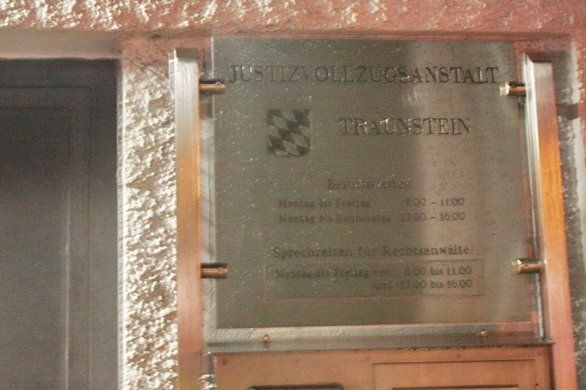 JUSTIZVOLLZUGSANSTALT
TRAUNSTEIN
Besuchszeiten
Montag bis Freitag 8.00 - 11.00
Montag bis Donnerstag 13.00 - 16.00
Sprechzeiten für Rechtsanwälte
Montag bis Freitag von 8.00 bis 11.00
und 13.00 bis 16.00